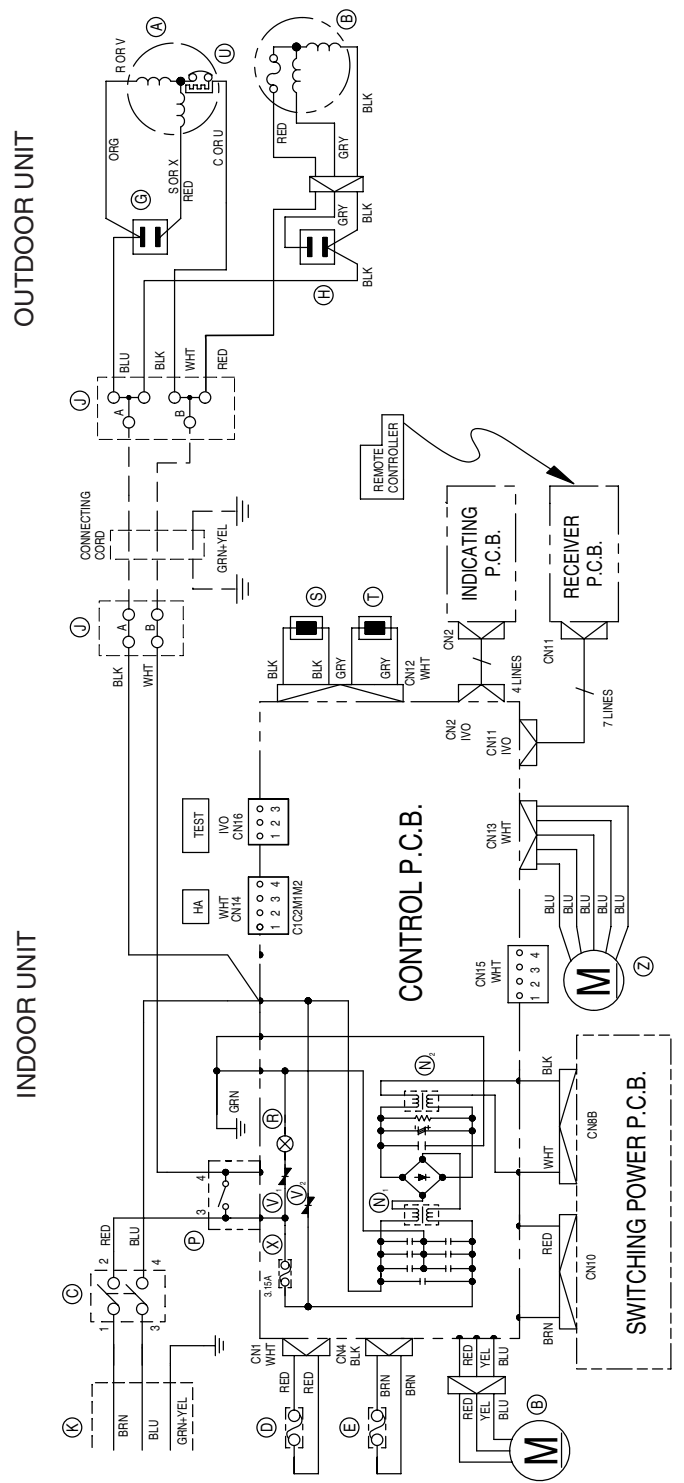 INDOOR UNIT
OUTDOOR UNIT
K
BRN
BLU
GRN+YEL
C
1
2
3
4
RED
BLU
P
3
4
GRN
D
RED
RED
CN1
WHT
E
BRN
BRN
CN4
BLK
B
M
RED
YEL
BLU
RED
YEL
BLU
3.15A
X
V1
V2
R
N1
N2
CONTROL P.C.B.
HA
WHT
CN14
1 2 3 4
C1C2M1M2
TEST
IVO
CN16
1 2 3
BRN
RED
CN10
WHT
BLK
CN8B
SWITCHING POWER P.C.B.
CN15
WHT
1 2 3 4
CN13
WHT
BLU
BLU
BLU
BLU
BLU
M
Z
BLK
BLK
GRY
GRY
CN12
WHT
S
T
CN2
IVO
4 LINES
CN2
INDICATING
P.C.B.
CN11
IVO
7 LINES
CN11
RECEIVER
P.C.B.
REMOTE
CONTROLLER
BLK
WHT
J
A
B
CONNECTING
CORD
GRN+YEL
J
A
B
BLU
BLK
WHT
RED
G
ORG
S OR X
RED
C OR U
R OR V
A
U
H
BLK
GRY
BLK
RED
GRY
BLK
B